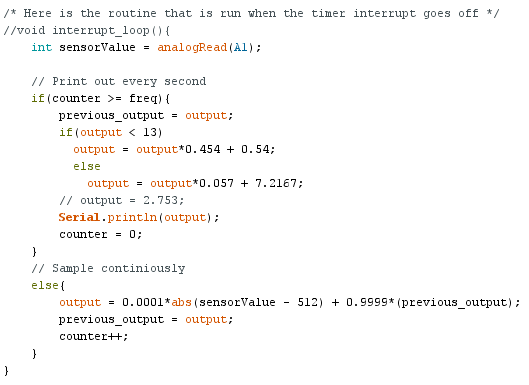 /* Here is the routine that is run when the timer interrupt goes off */
//void interrupt_loop(){
    int sensorValue = analogRead(A1);

    // Print out every second
    if(counter >= freq){
        previous_output = output;
        if(output < 13)
          output = output*0.454 + 0.54;
          else
            output = output*0.057 + 7.2167;
        // output = 2.753;
        Serial.println(output);
        counter = 0;
    }
    // Sample continiously
    else{
        output = 0.0001*abs(sensorValue - 512) + 0.9999*(previous_output);
        previous_output = output;
        counter++;
    }
}